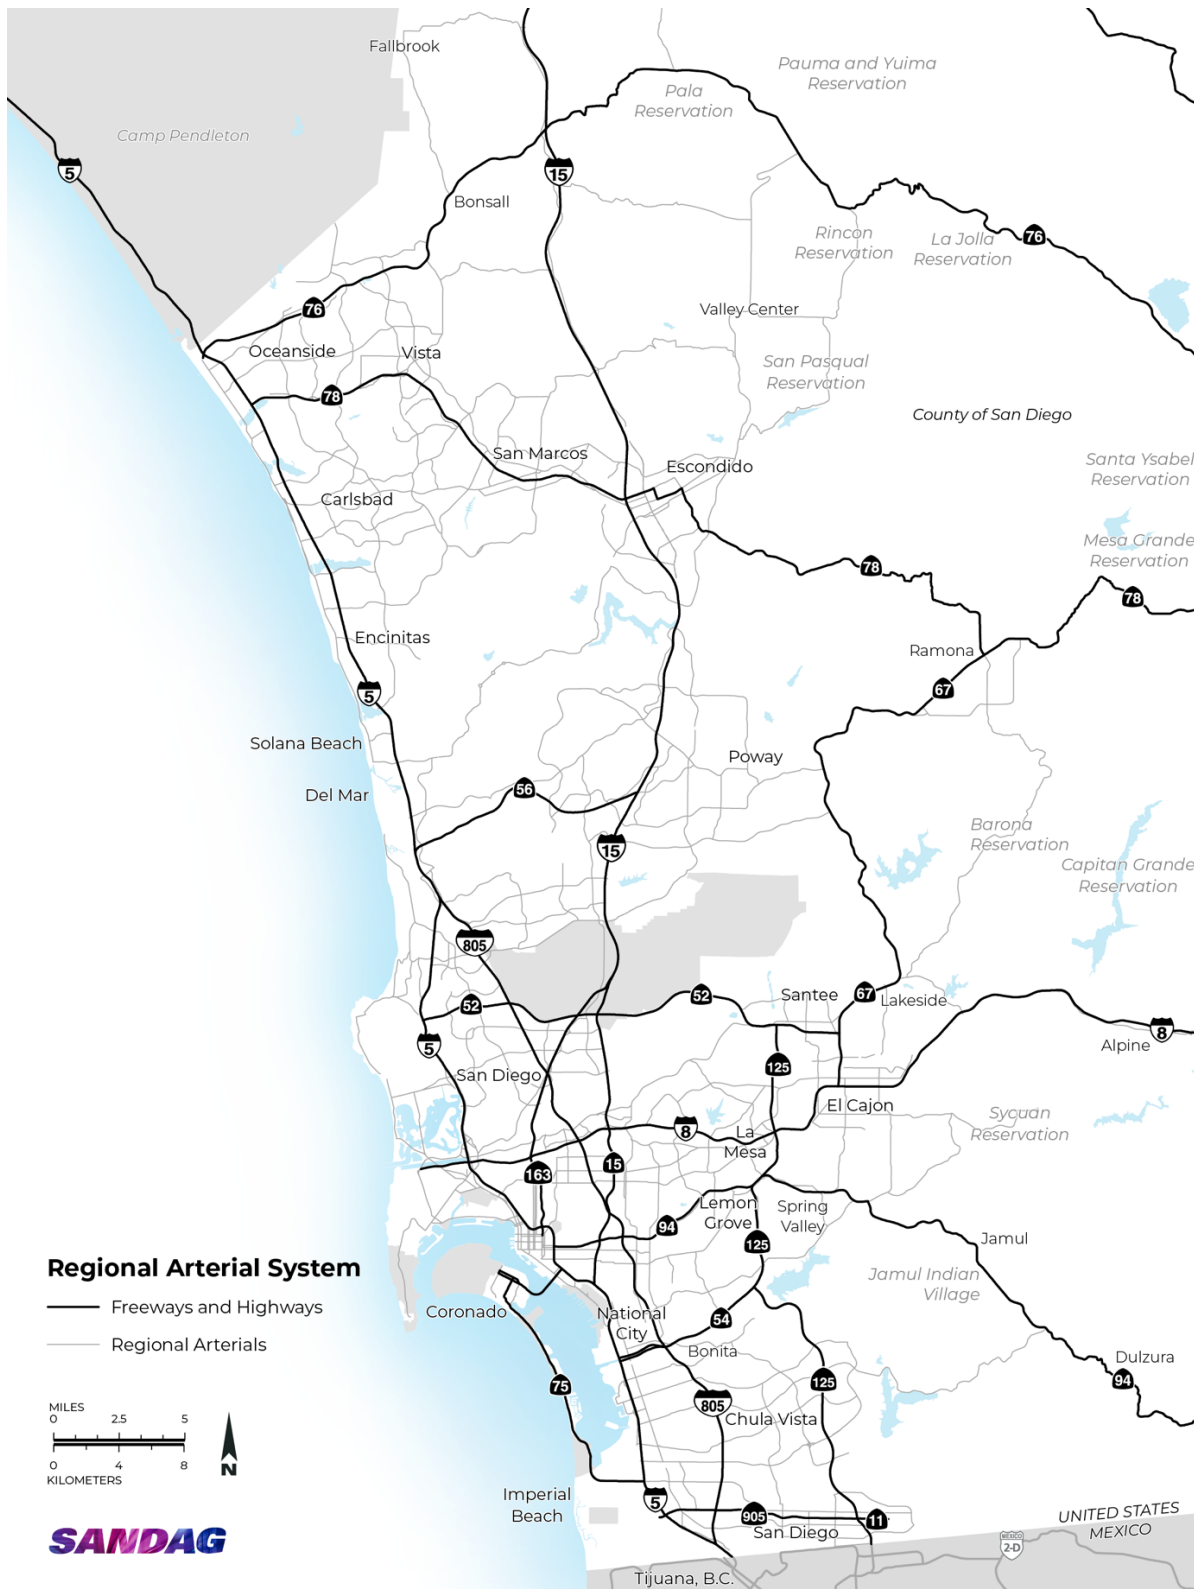 Fallbrook
Pauma and Yuima
Reservation
Pala
Reservation
Camp Pendleton
5
15
Bonsall
Rincon
Reservation
La Jolla
Reservation
76
76
Valley Center
Oceanside
Vista
San Pasqual
Reservation
78
County of San Diego
San Marcos
Escondido
Santa Ysabel
Reservation
Carlsbad
Mesa Grande
Reservation
78
78
Encinitas
Ramona
67
5
Solana Beach
Poway
Del Mar
56
15
Barona
Reservation
Capitan Grande
Reservation
805
52
52
Santee
67
Lakeside
5
8
Alpine
San Diego
125
El Cajon
Sycuan
Reservation
8
La
Mesa
163
15
Lemon
Grove
Spring
Valley
94
125
Jamul
Regional Arterial System
Jamul Indian
Village
Freeways and Highways
Coronado
National
City
54
Regional Arterials
Bonita
Dulzura
75
125
94
805
Chula Vista
MILES
0 2.5 5
0 4 8
KILOMETERS
N
Imperial
Beach
5
905
11
San Diego
UNITED STATES
MEXICO
MEXICO
2-D
SANDAG
Tijuana, B.C.